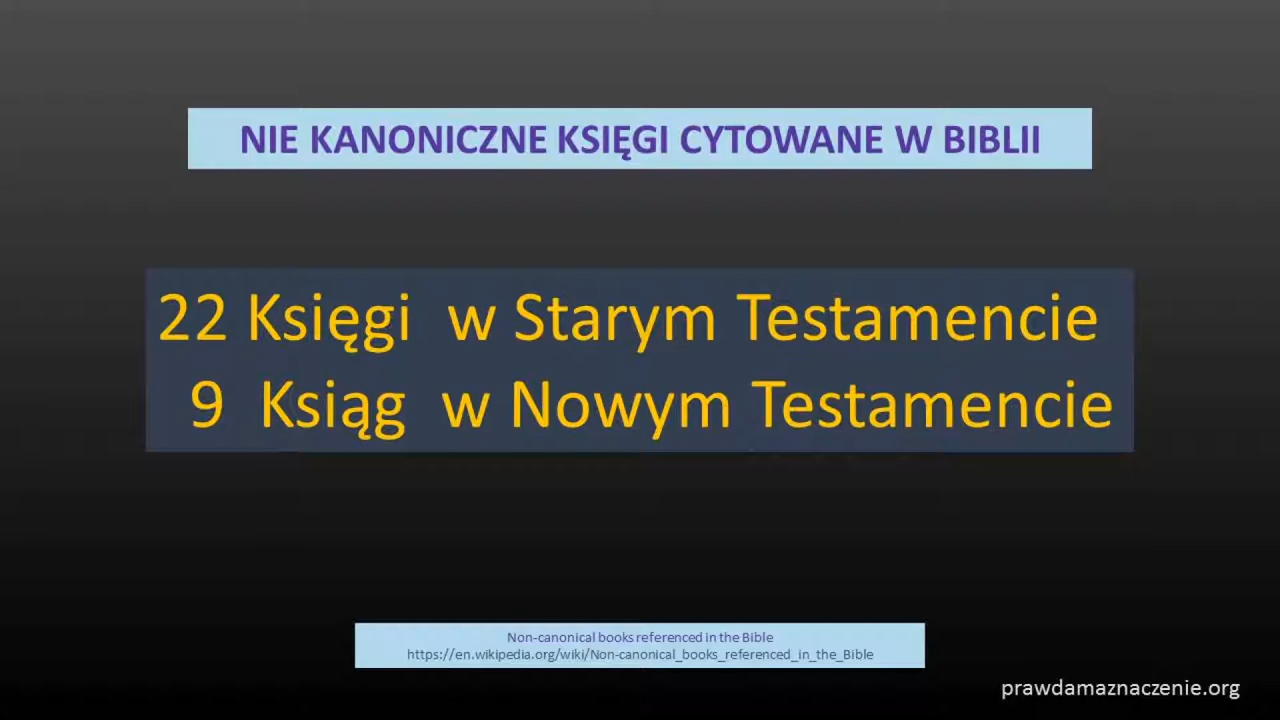 NIE KANONICZNE KSIĘGI CYTOWANE W BIBLII
22 Księgi w Starym Testamencie
9 Ksiąg w Nowym Testamencie
Non-canonical books referenced in the Bible
https://en.wikipedia.org/wiki/Non-canonical_books_referenced_in_the_Bible
prawdamaznaczenie.org